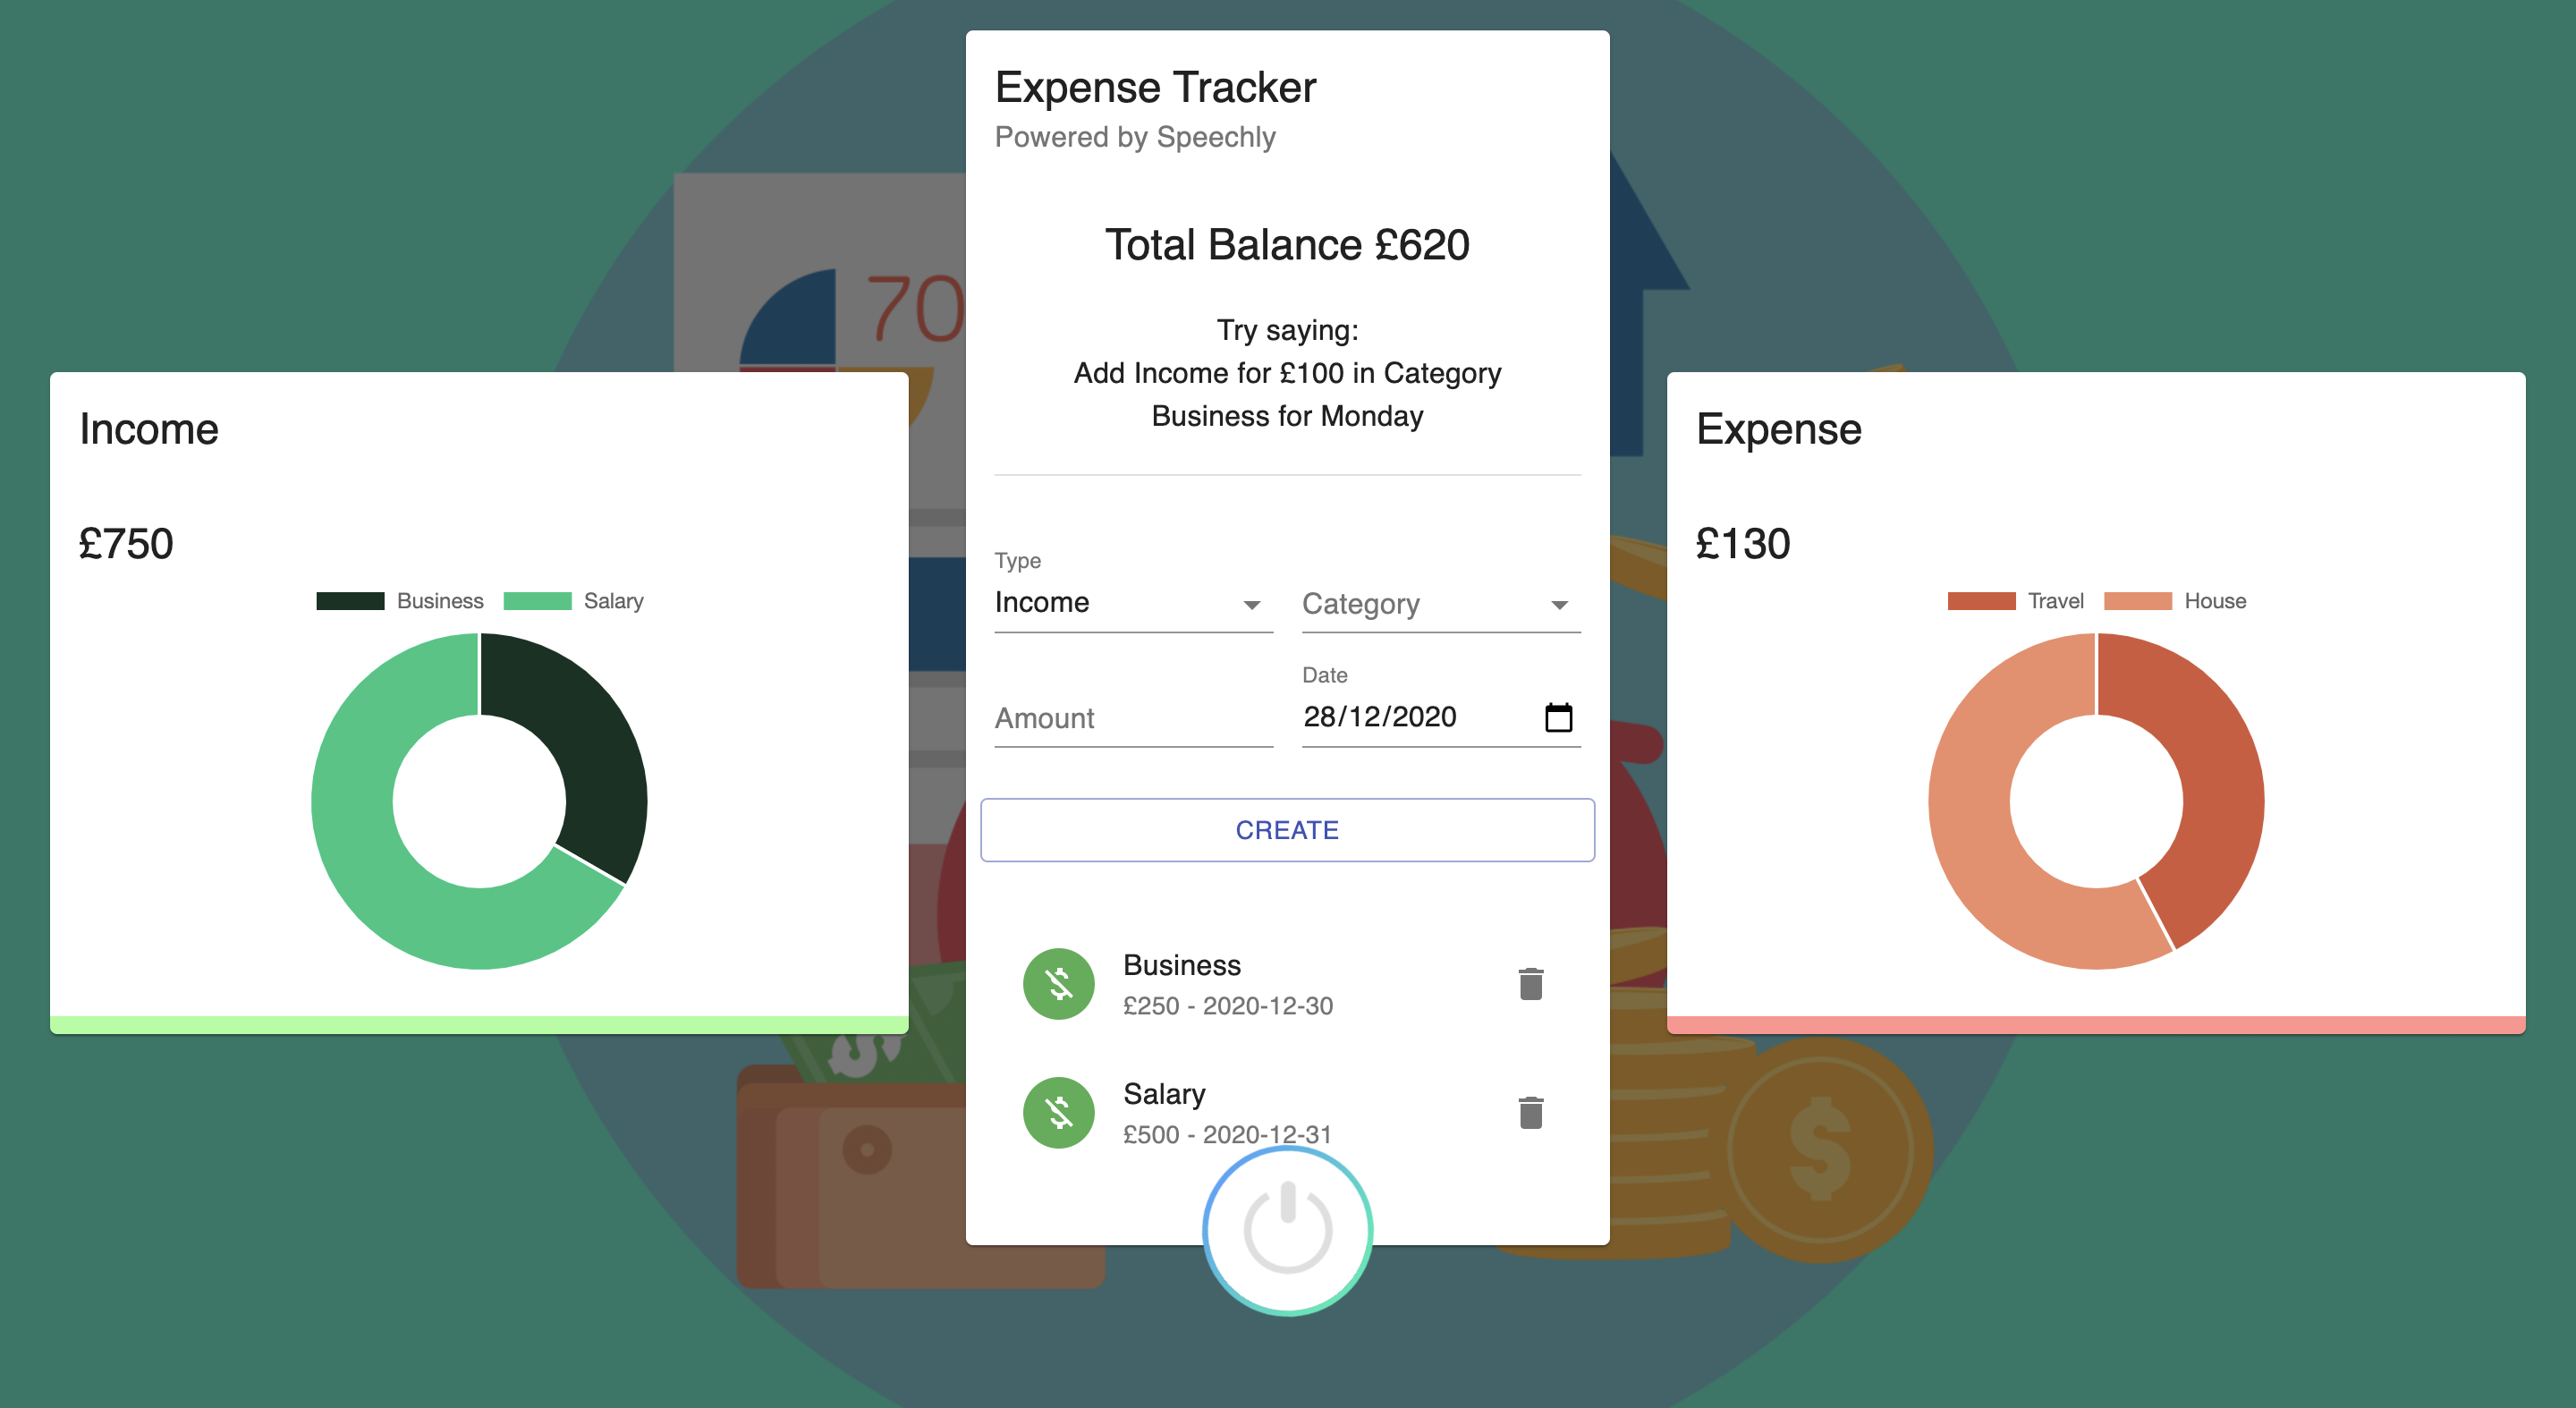 Expense Tracker
Powered by Speechly
Total Balance £620
Try saying:
Add Income for £100 in Category
Business for Monday
70
Income
£750
Business
Salary
Type
Income
Category
Amount
Date
28/12/2020
CREATE
Business
£250 - 2020-12-30
Salary
£500 - 2020-12-31
Expense
£130
Travel
House
$
$